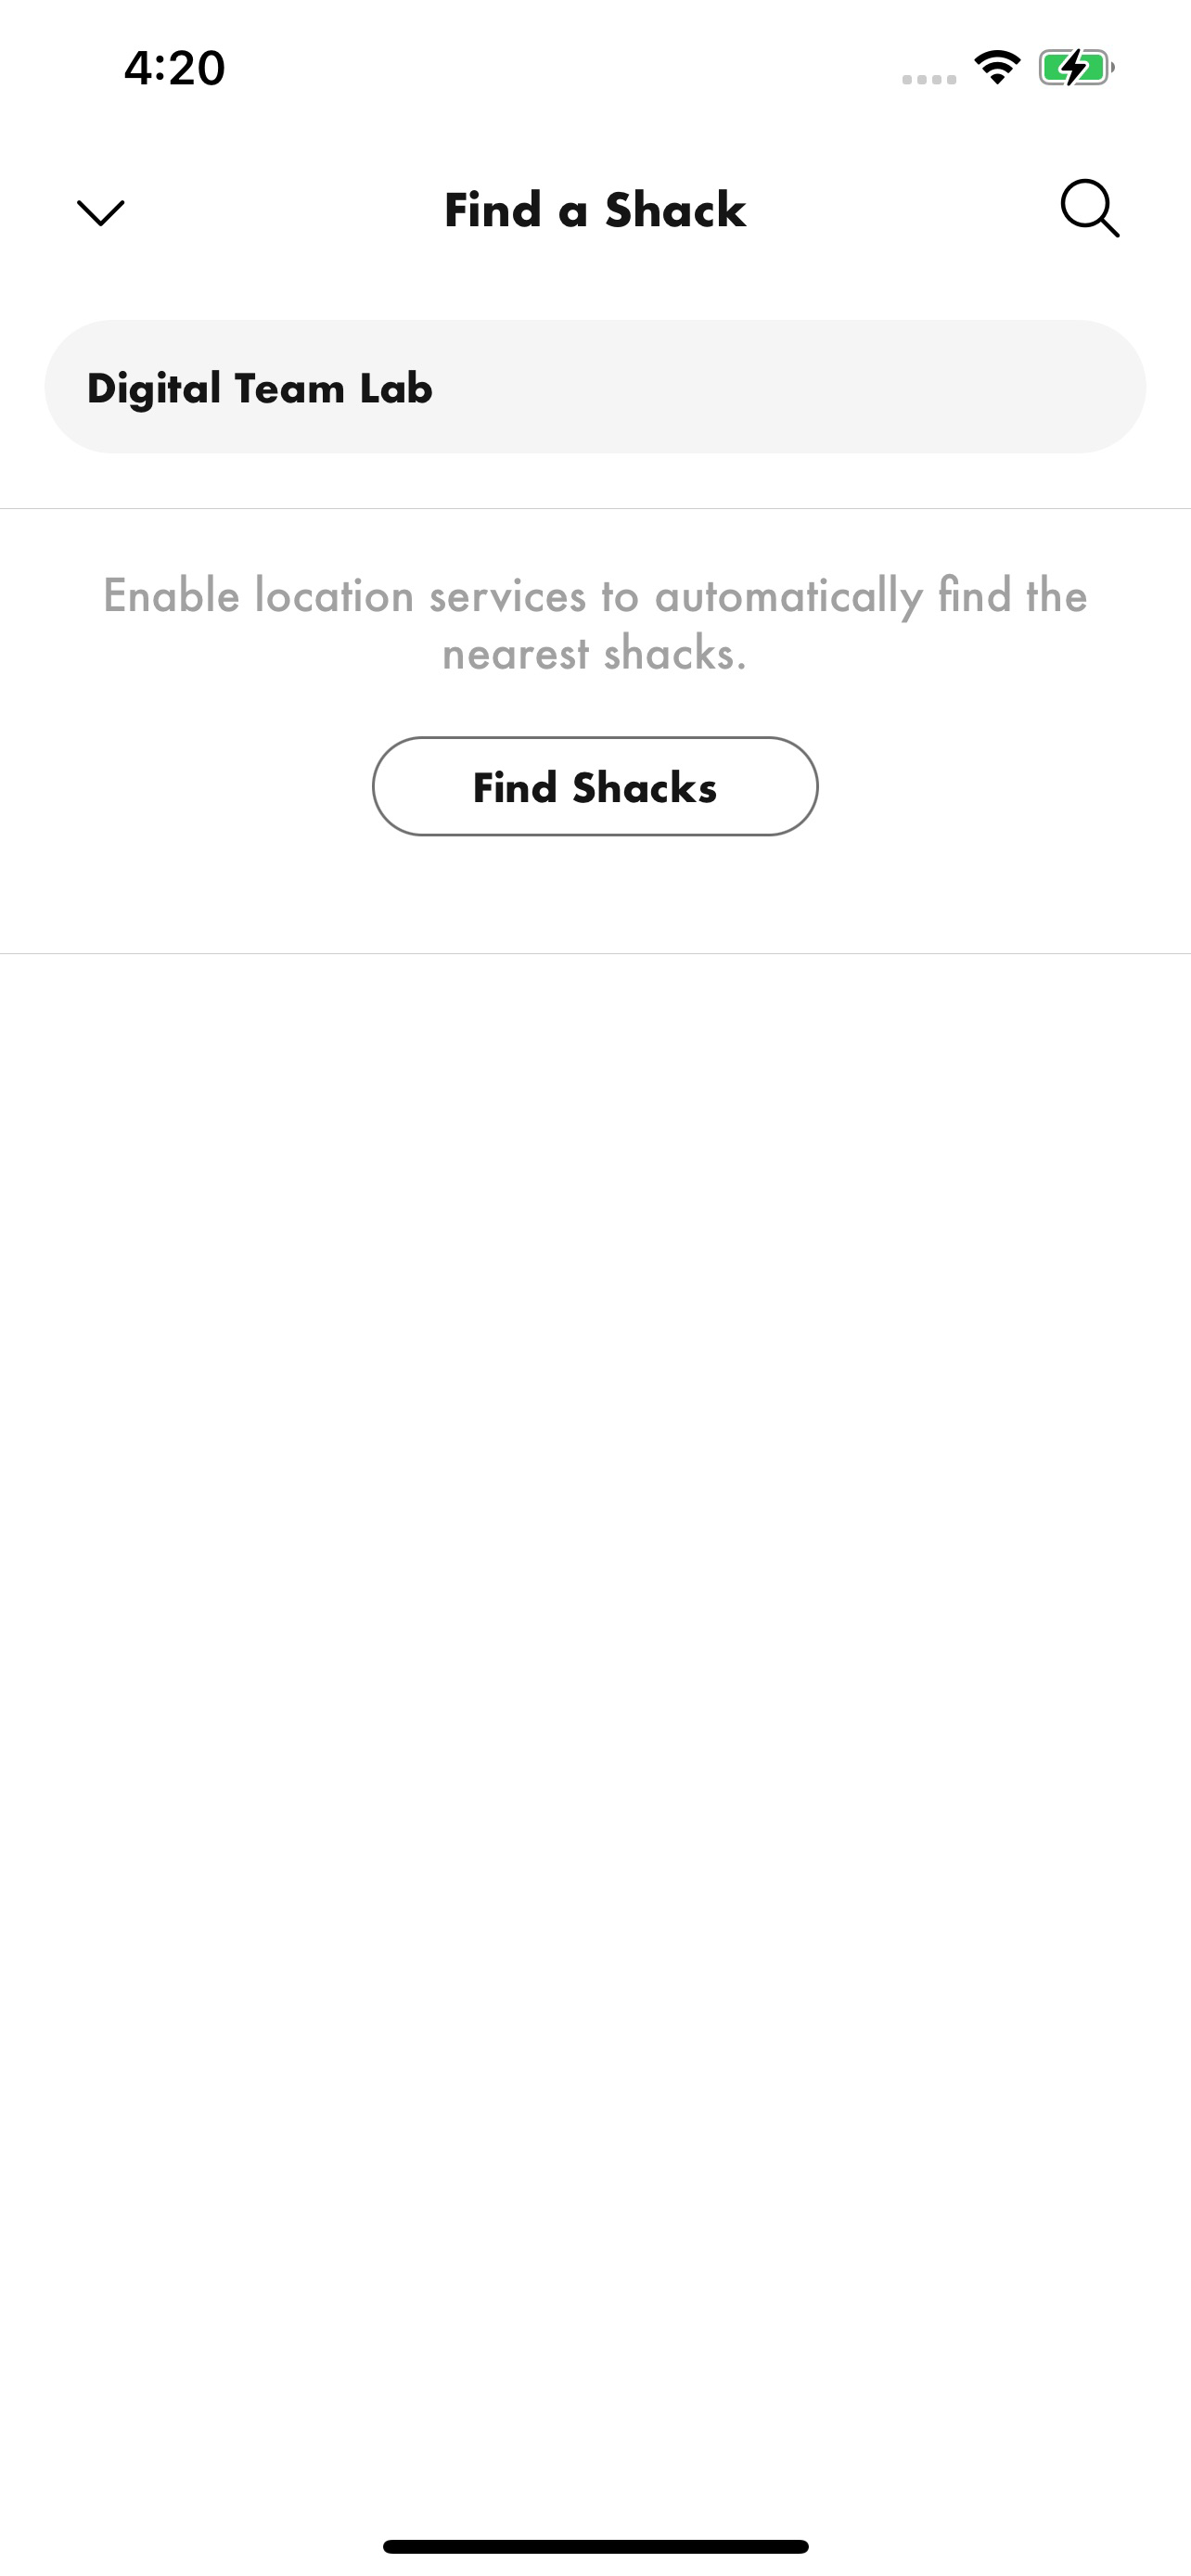 4:20
Find a Shack
Digital Team Lab
Enable location services to automatically find the
nearest shacks.
Find Shacks